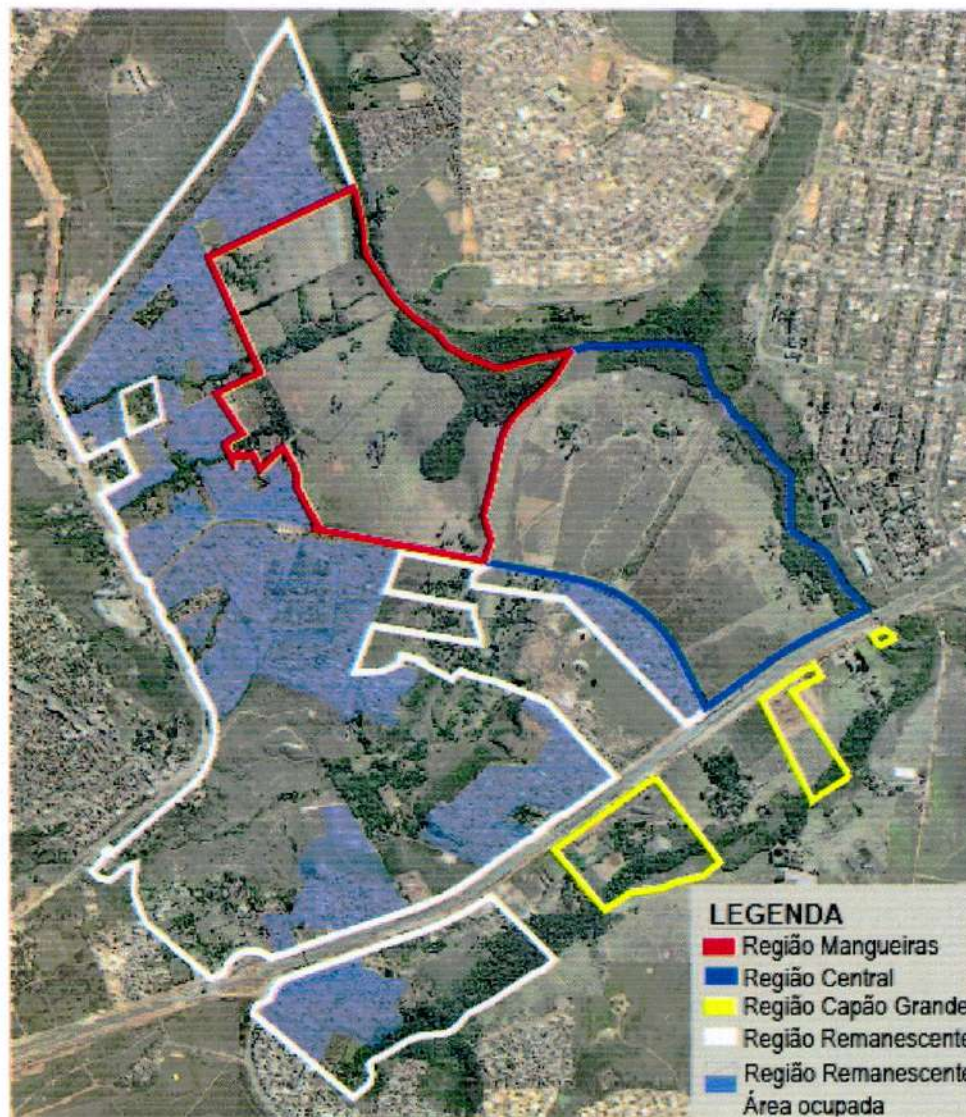 LEGENDA
Região Mangueiras
Região Central
Região Capão Grande
Região Remanescente
Região Remanescente
Área ocupada